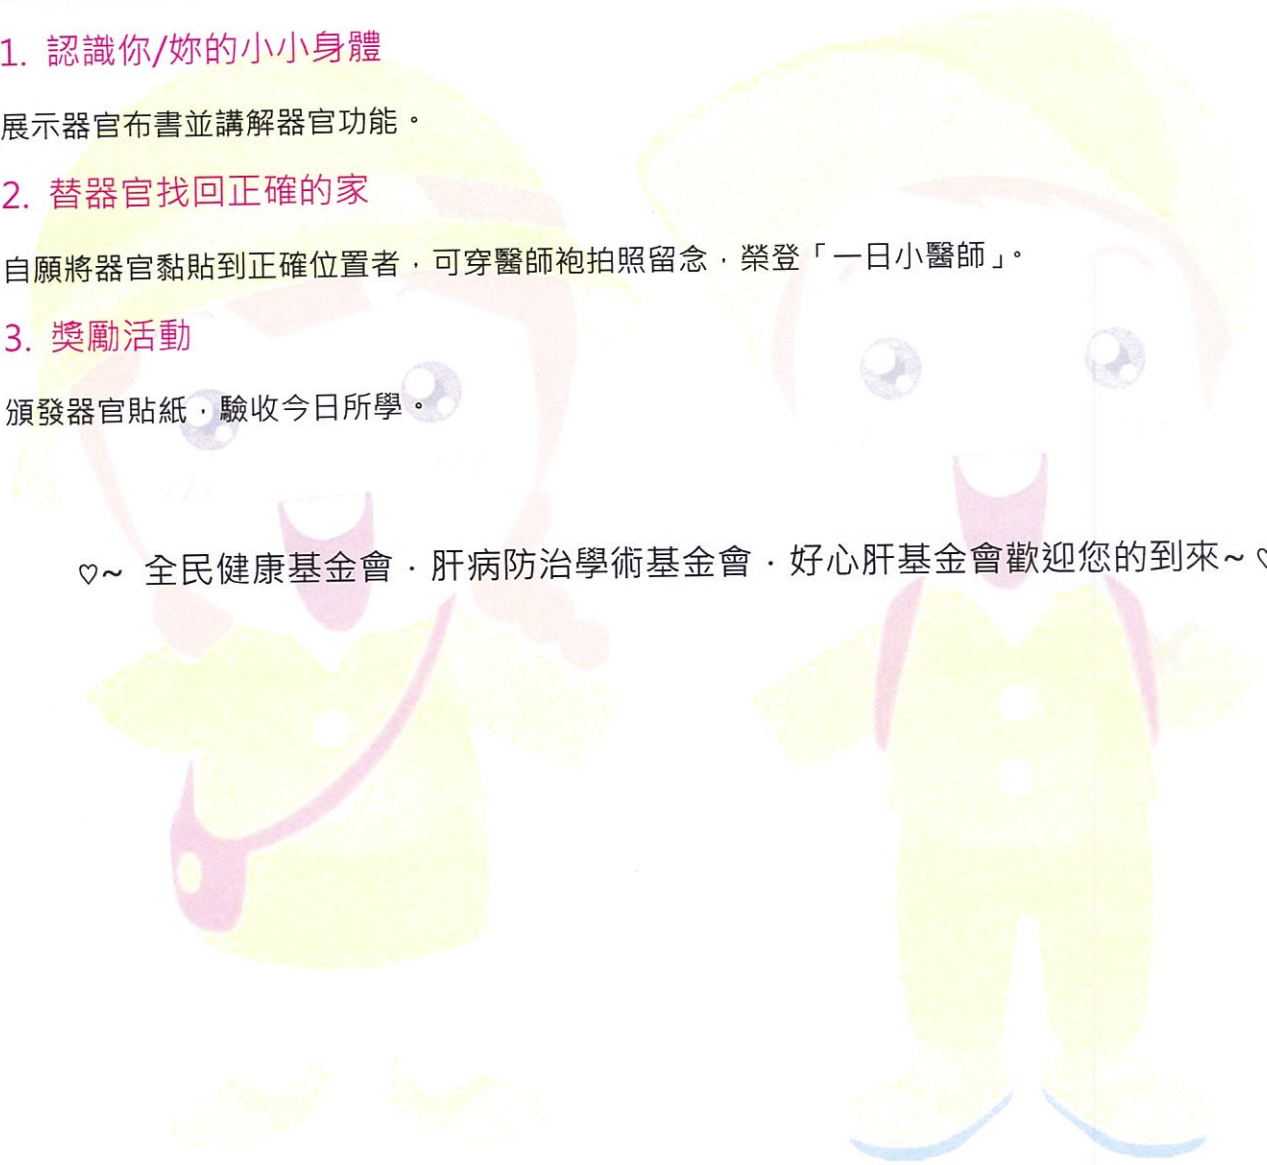 1. 認識你/妳的小小身體
展示器官布書並講解器官功能。
2. 替器官找回正確的家
自願將器官黏貼到正確位置者，可穿醫師袍拍照留念，榮登「一日小醫師」。
3. 獎勵活動
頒發器官貼紙，驗收今日所學。
♡~ 全民健康基金會．肝病防治學術基金會．好心肝基金會歡迎您的到來~♡